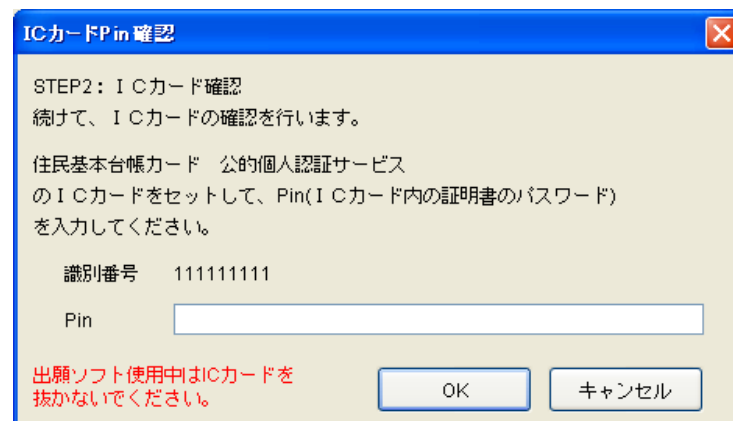 ICカードPin確認
STEP2：ＩＣカード確認
続けて、ＩＣカードの確認を行います。
住民基本台帳カード　公的個人認証サービス
のＩＣカードをセットして、Pin(ＩＣカード内の証明書のパスワード)
を入力してください。
識別番号　111111111
Pin
出願ソフト使用中はICカードを
抜かないでください。
OK　キャンセル